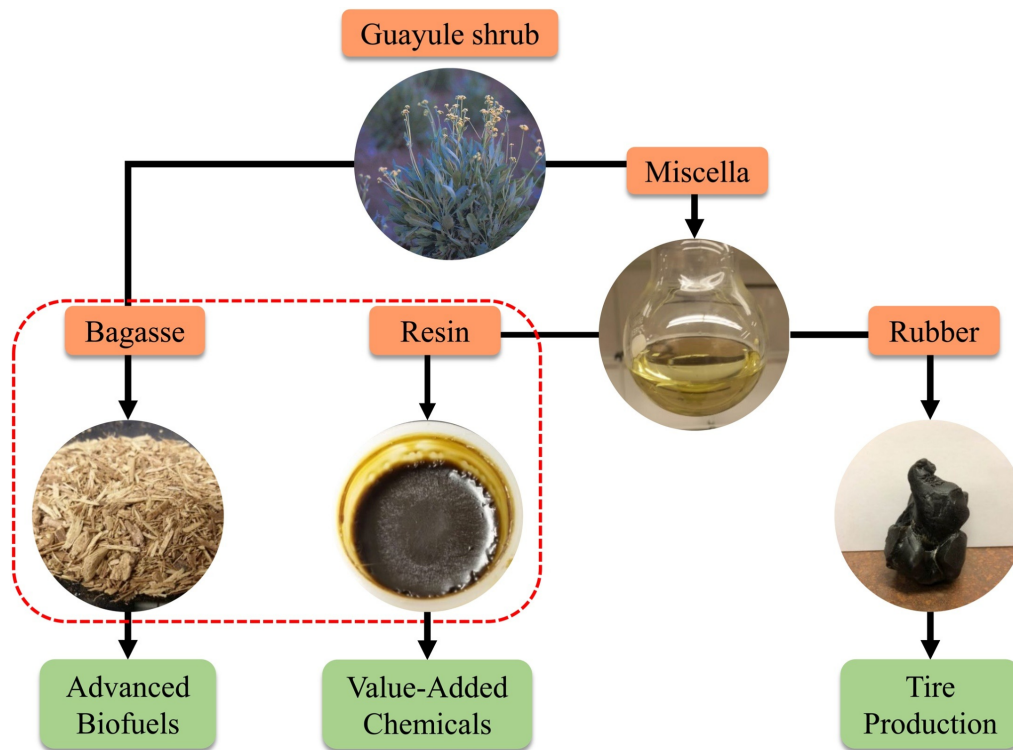 Guayule shrub
Miscella
Bagasse
Resin
Rubber
Advanced
Biofuels
Value-Added
Chemicals
Tire
Production